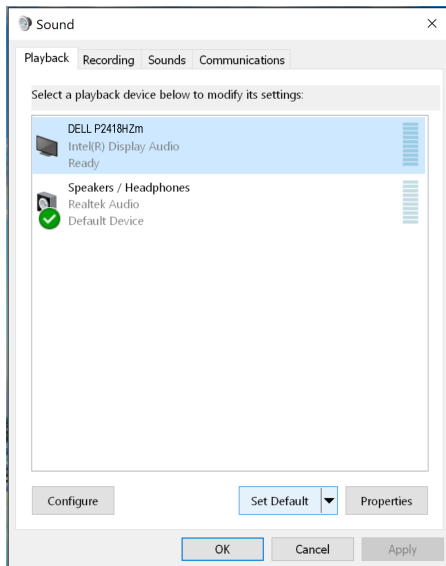 Sound
Playback Recording Sounds Communications
Select a playback device below to modify its settings:
DELL P2418HZm
Intel(R) Display Audio
Ready
Speakers / Headphones
Realtek Audio
Default Device
Configure Set Default Properties
OK Cancel Apply